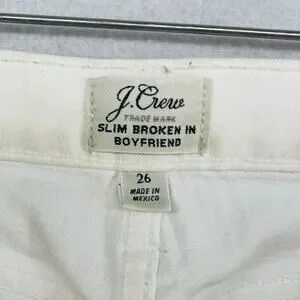 J.Crew
TRADE MARK
SLIM BROKEN IN
BOYFRIEND
26
MADE IN
MEXICO